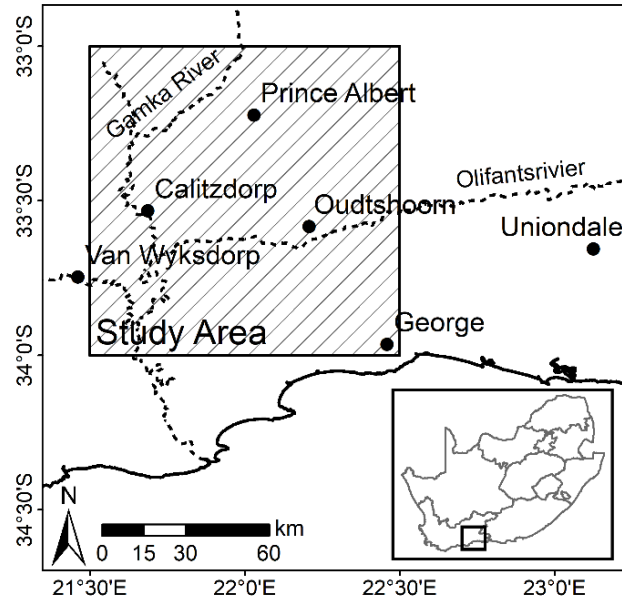 33°0'S
Gamka River
Prince Albert
33°30'S
Calitzdorp
Olifantsrivier
Oudtshoorn
Uniondale
Van Wyksdorp
Study Area
George
34°0'S
34°30'S
N
km
0 15 30 60
21°30'E 22°0'E 22°30'E 23°0'E